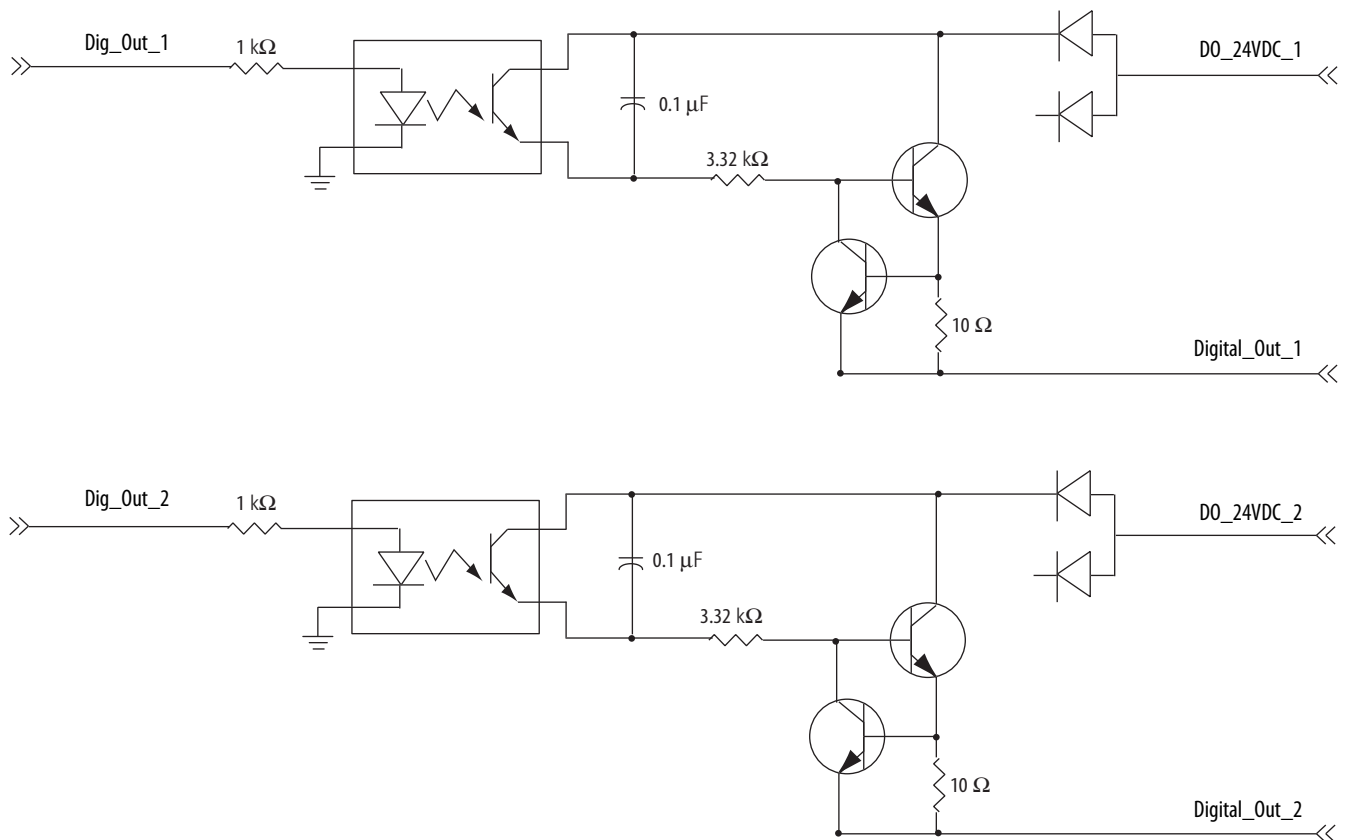 Dig_Out_1
1 kΩ
DO_24VDC_1
0.1 μF
3.32 kΩ
10 Ω
Digital_Out_1
Dig_Out_2
1 kΩ
DO_24VDC_2
0.1 μF
3.32 kΩ
10 Ω
Digital_Out_2